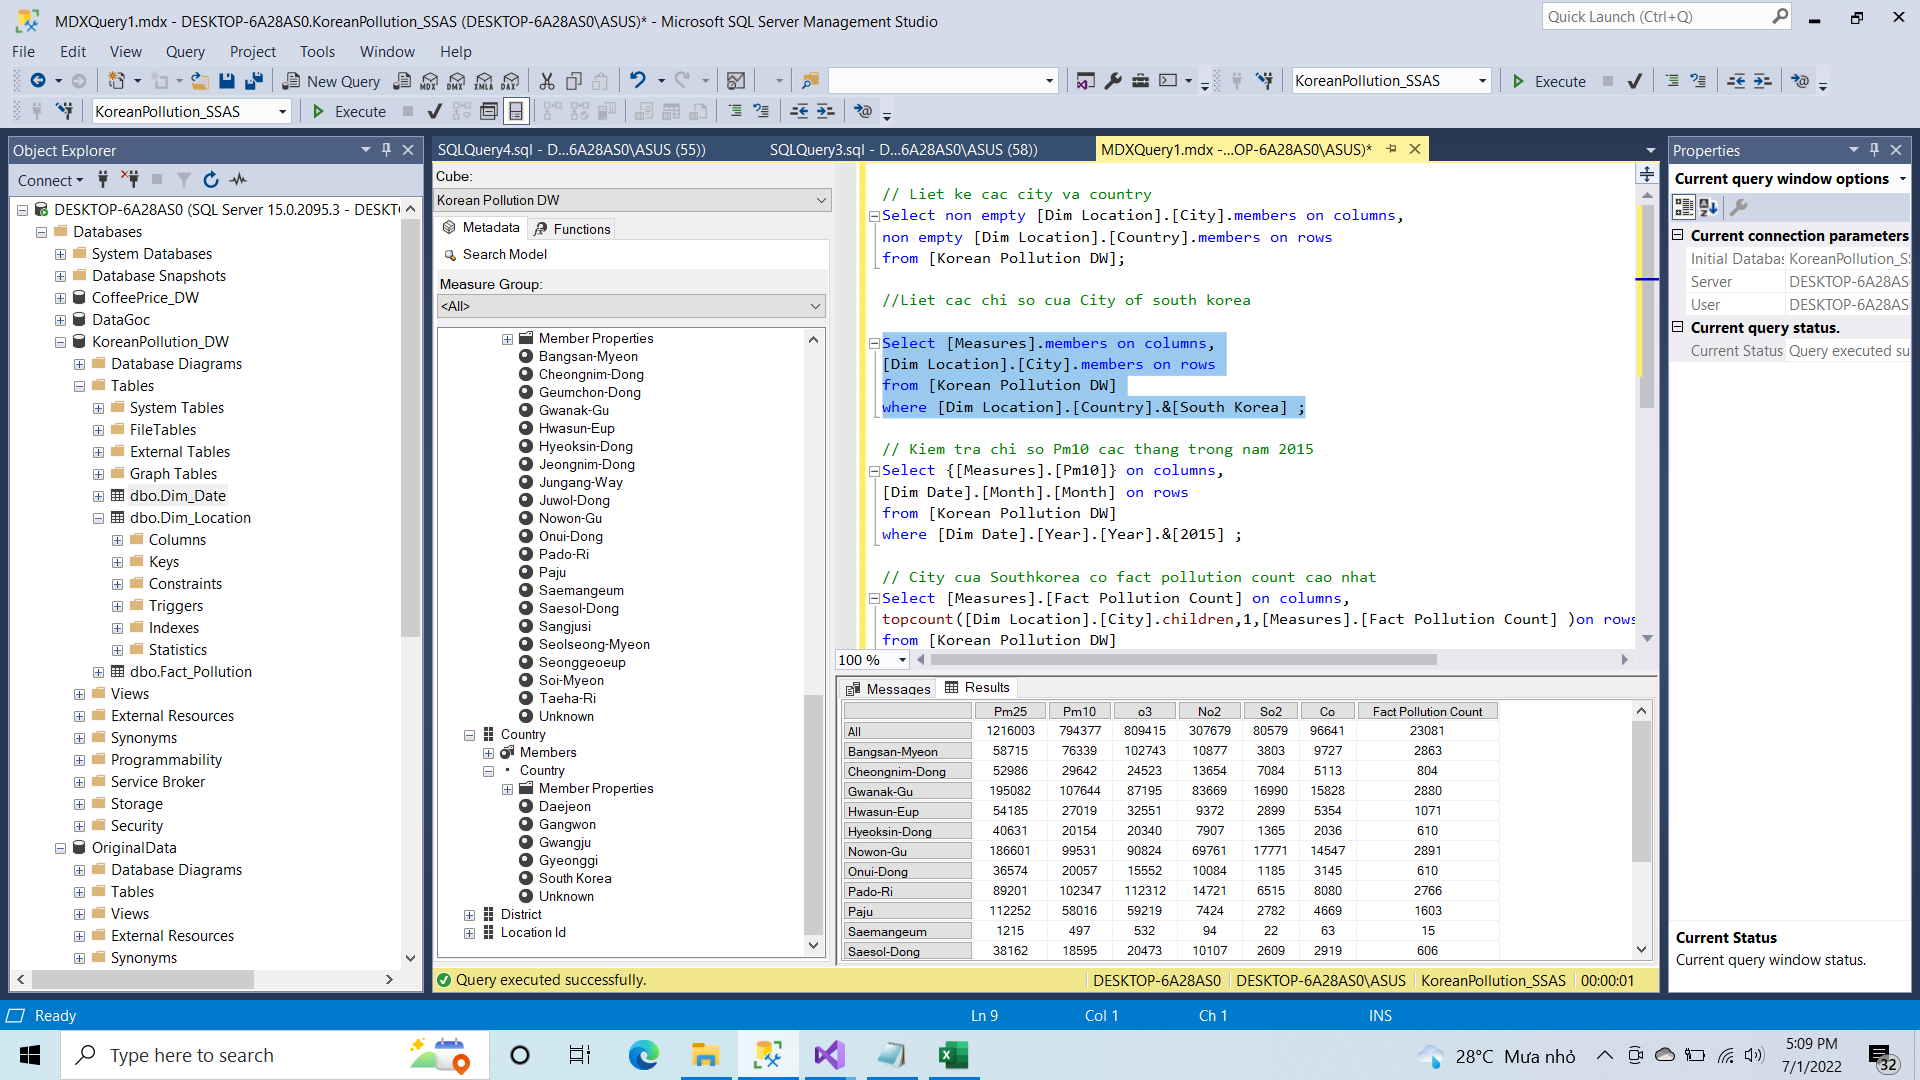 MDXQuery1.mdx - DESKTOP-6A28AS0.KoreanPollution_SSAS (DESKTOP-6A28AS0\ASUS)* - Microsoft SQL Server Management Studio
Quick Launch (Ctrl+Q)
File Edit View Query Project Tools Window Help
New Query
MDX DMX XMLA DAX
KoreanPollution_SSAS
Execute
KoreanPollution_SSAS
Execute
Object Explorer
Connect
DESKTOP-6A28AS0 (SQL Server 15.0.2095.3 - DESKT
Databases
System Databases
Database Snapshots
CoffeePrice_DW
DataGoc
KoreanPollution_DW
Database Diagrams
Tables
System Tables
FileTables
External Tables
Graph Tables
dbo.Dim_Date
dbo.Dim_Location
Columns
Keys
Constraints
Triggers
Indexes
Statistics
dbo.Fact_Pollution
Views
External Resources
Synonyms
Programmability
Service Broker
Storage
Security
OriginalData
Database Diagrams
Tables
Views
External Resources
Synonyms
SQLQuery4.sql - D...6A28AS0\ASUS (55))
SQLQuery3.sql - D...6A28AS0\ASUS (58))
MDXQuery1.mdx -...OP-6A28AS0\ASUS)*
Cube:
Korean Pollution DW
Metadata
Functions
Search Model
Measure Group:
<All>
Member Properties
Bangsan-Myeon
Cheongnim-Dong
Geumchon-Dong
Gwanak-Gu
Hwasun-Eup
Hyeoksin-Dong
Jeongnim-Dong
Jungang-Way
Juwol-Dong
Nowon-Gu
Onui-Dong
Pado-Ri
Paju
Saemangeum
Saesol-Dong
Sangjusi
Seolseong-Myeon
Seonggeoeup
Soi-Myeon
Taeha-Ri
Unknown
Country
Members
Country
Member Properties
Daejeon
Gangwon
Gwangju
Gyeonggi
South Korea
Unknown
District
Location Id
// Liet ke cac city va country
Select non empty [Dim Location].[City].members on columns,
non empty [Dim Location].[Country].members on rows
from [Korean Pollution DW];
//Liet cac chi so cua City of south korea
Select [Measures].members on columns,
[Dim Location].[City].members on rows
from [Korean Pollution DW]
where [Dim Location].[Country].&[South Korea] ;
// Kiem tra chi so Pm10 cac thang trong nam 2015
Select {[Measures].[Pm10]} on columns,
[Dim Date].[Month].[Month] on rows
from [Korean Pollution DW]
where [Dim Date].[Year].[Year].&[2015] ;
// City cua Southkorea co fact pollution count cao nhat
Select [Measures].[Fact Pollution Count] on columns,
topcount([Dim Location].[City].children,1,[Measures].[Fact Pollution Count] )on rows
from [Korean Pollution DW]
100 %
Messages
Results
Pm25 Pm10 o3 No2 So2 Co Fact Pollution Count
All 1216003 794377 809415 307679 80579 96641 23081
Bangsan-Myeon 58715 76339 102743 10877 3803 9727 2863
Cheongnim-Dong 52986 29642 24523 13654 7084 5113 804
Gwanak-Gu 195082 107644 87195 83669 16990 15828 2880
Hwasun-Eup 54185 27019 32551 9372 2899 5354 1071
Hyeoksin-Dong 40631 20154 20340 7907 1365 2036 610
Nowon-Gu 186601 99531 90824 69761 17771 14547 2891
Onui-Dong 36574 20057 15552 10084 1185 3145 610
Pado-Ri 89201 102347 112312 14721 6515 8080 2766
Paju 112252 58016 59219 7424 2782 4669 1603
Saemangeum 1215 497 532 94 22 63 15
Saesol-Dong 38162 18595 20473 10107 2609 2919 606
Query executed successfully.
DESKTOP-6A28AS0
DESKTOP-6A28AS0\ASUS
KoreanPollution_SSAS
00:00:01
Properties
Current query window options
Current connection parameters
Initial Databas KoreanPollution_S
Server DESKTOP-6A28AS
User DESKTOP-6A28AS
Current query status.
Current Status Query executed su
Current Status
Current query window status.
Ready
Ln 9
Col 1
Ch 1
INS
Type here to search
28°C Mưa nhỏ
5:09 PM
7/1/2022
32